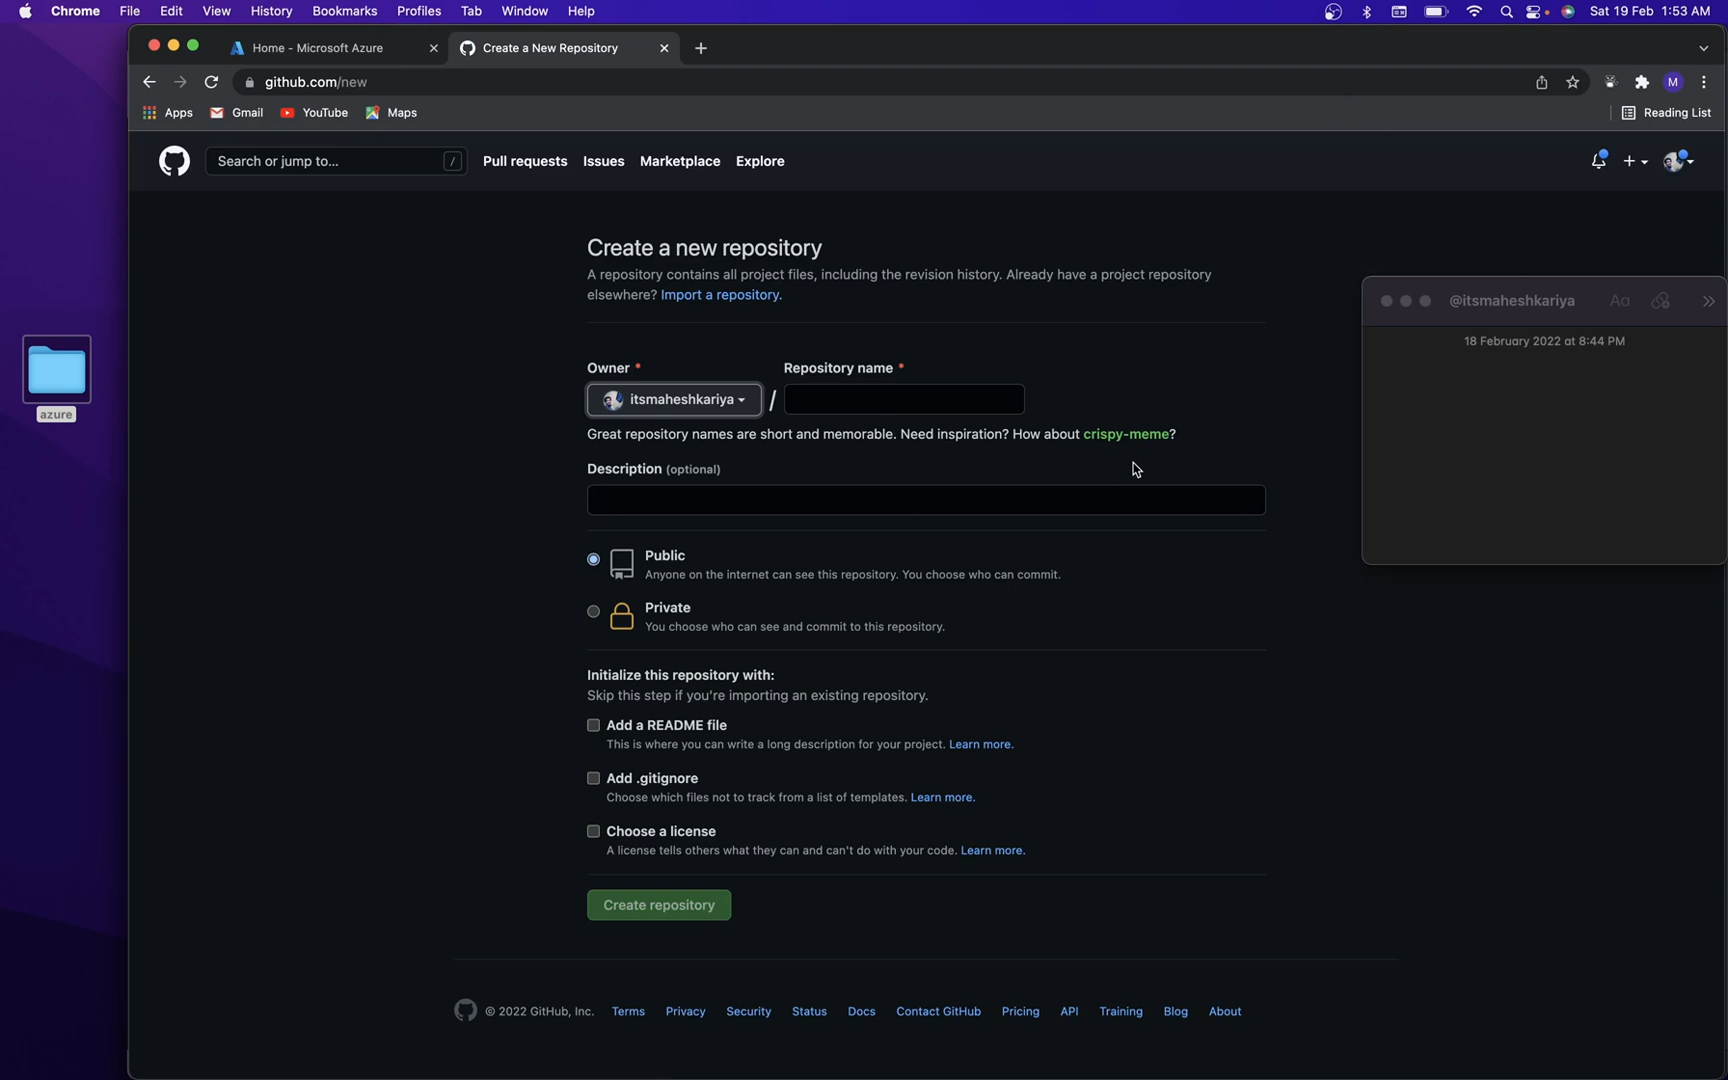 Chrome File Edit View History Bookmarks Profiles Tab Window Help Sat 19 Feb 1:53 AM
Home - Microsoft Azure Create a New Repository
github.com/new M
Apps Gmail YouTube Maps Reading List
Search or jump to... / Pull requests Issues Marketplace Explore
Create a new repository
A repository contains all project files, including the revision history. Already have a project repository
elsewhere? Import a repository.
@itsmaheshkariya Aa
18 February 2022 at 8:44 PM
Owner * Repository name *
itsmaheshkariya /
azure
Great repository names are short and memorable. Need inspiration? How about crispy-meme?
Description (optional)
Public
Anyone on the internet can see this repository. You choose who can commit.
Private
You choose who can see and commit to this repository.
Initialize this repository with:
Skip this step if you're importing an existing repository.
Add a README file
This is where you can write a long description for your project. Learn more.
Add .gitignore
Choose which files not to track from a list of templates. Learn more.
Choose a license
A license tells others what they can and can't do with your code. Learn more.
Create repository
© 2022 GitHub, Inc. Terms Privacy Security Status Docs Contact GitHub Pricing API Training Blog About